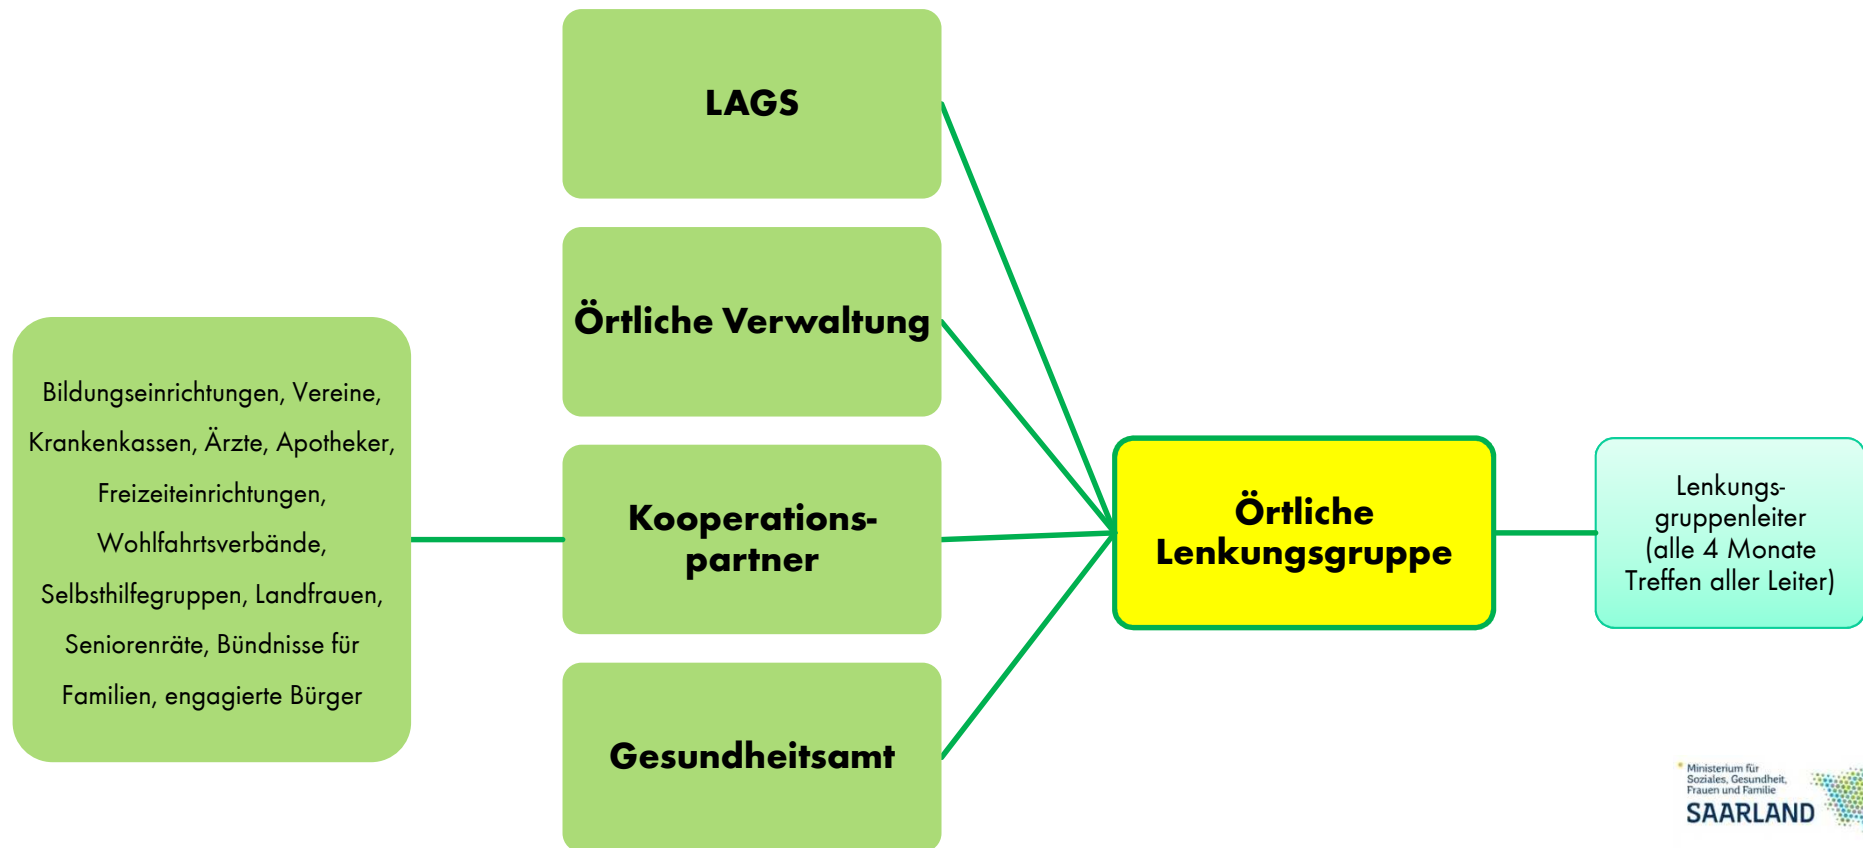 LAGS
Örtliche Verwaltung
Bildungseinrichtungen, Vereine,
Krankenkassen, Ärzte, Apotheker,
Freizeiteinrichtungen,
Wohlfahrtsverbände,
Selbsthilfegruppen, Landfrauen,
Seniorenräte, Bündnisse für
Familien, engagierte Bürger
Kooperations-
partner
Gesundheitsamt
Örtliche
Lenkungsgruppe
Lenkungs-
gruppenleiter
(alle 4 Monate
Treffen aller Leiter)
Ministerium für
Soziales, Gesundheit,
Frauen und Familie
SAARLAND